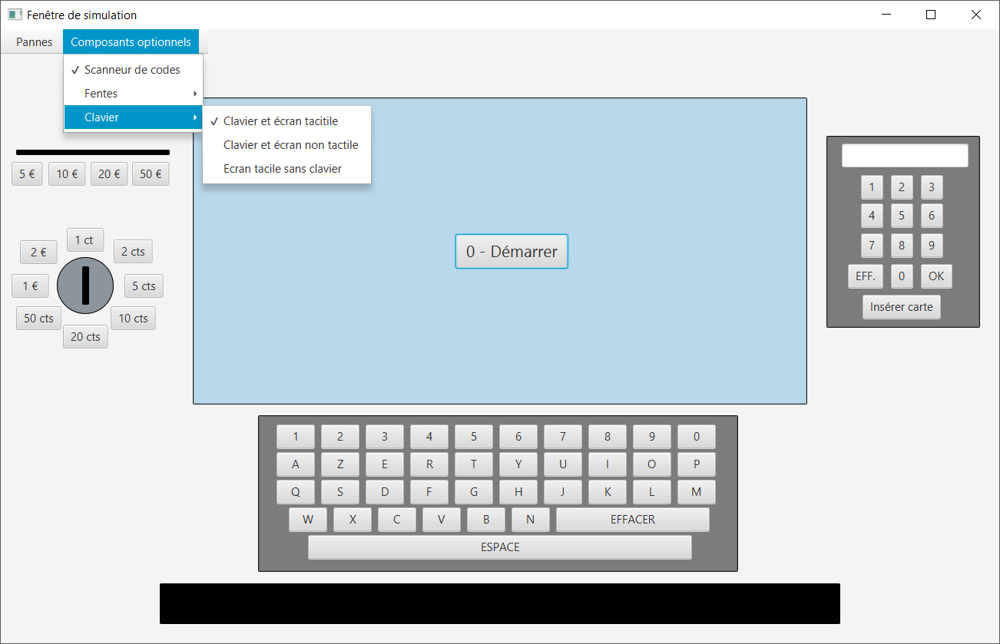 Fenêtre de simulation
Pannes Composants optionnels
Scanneur de codes
Fentes
Clavier
Clavier et écran tacitile
Clavier et écran non tactile
Ecran tacile sans clavier
5 € 10 € 20 € 50 €
1 ct
2 € 2 cts
1 € 5 cts
50 cts 10 cts
20 cts
0 - Démarrer
1 2 3
4 5 6
7 8 9
EFF. 0 OK
Insérer carte
1 2 3 4 5 6 7 8 9 0
A Z E R T Y U I O P
Q S D F G H J K L M
W X C V B N EFFACER
ESPACE